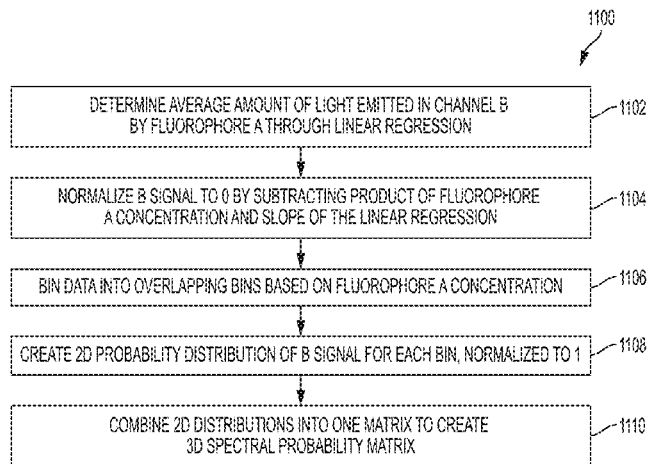 1100
DETERMINE AVERAGE AMOUNT OF LIGHT EMITTED IN CHANNEL B
BY FLUOROPHORE A THROUGH LINEAR REGRESSION
1102
NORMALIZE B SIGNAL TO 0 BY SUBTRACTING PRODUCT OF FLUOROPHORE
A CONCENTRATION AND SLOPE OF THE LINEAR REGRESSION
1104
BIN DATA INTO OVERLAPPING BINS BASED ON FLUOROPHORE A CONCENTRATION
1106
CREATE 2D PROBABILITY DISTRIBUTION OF B SIGNAL FOR EACH BIN, NORMALIZED TO 1
1108
COMBINE 2D DISTRIBUTIONS INTO ONE MATRIX TO CREATE
3D SPECTRAL PROBABILITY MATRIX
1110